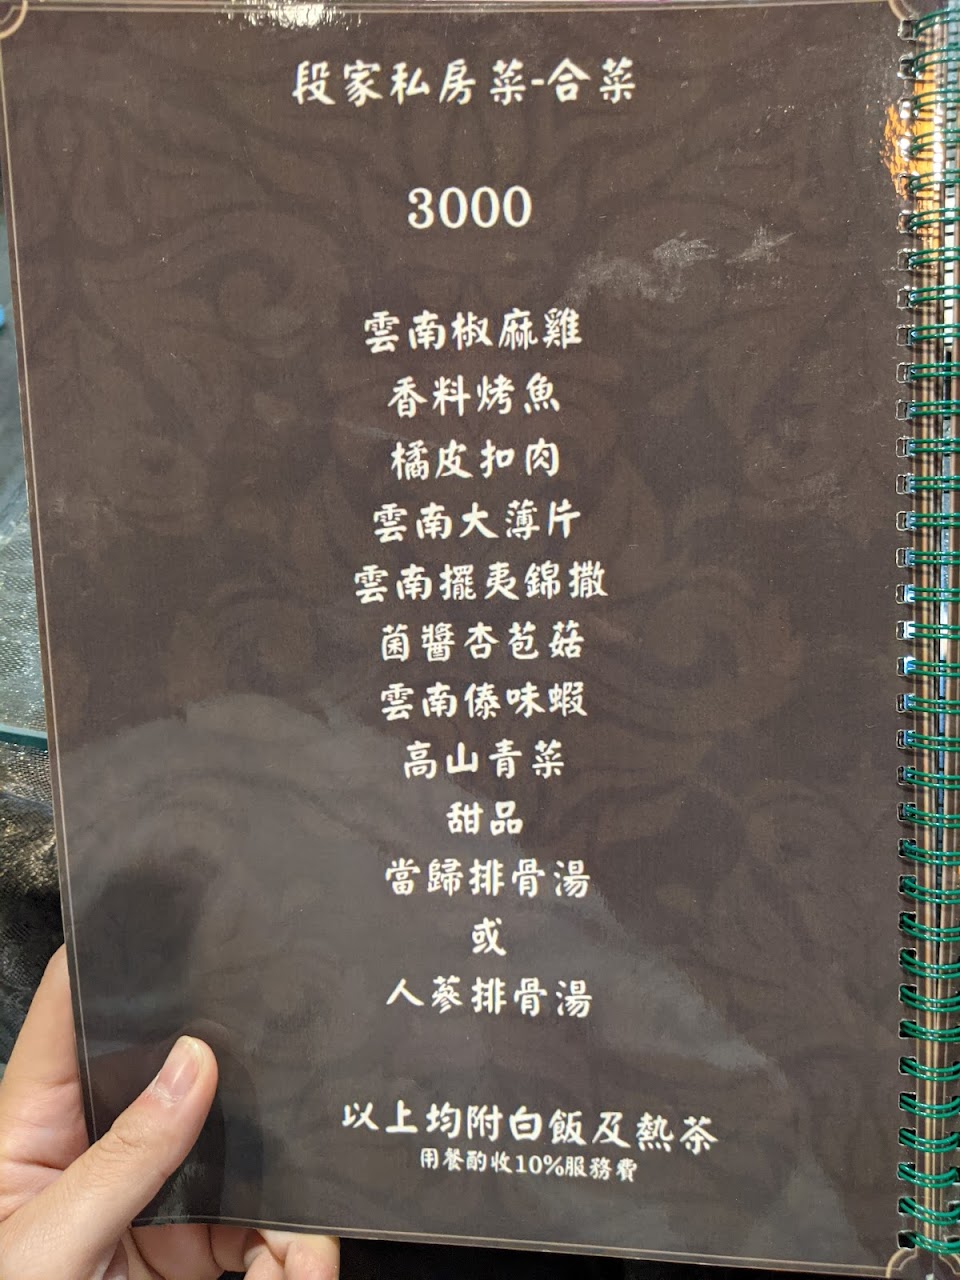 段家私房菜-合菜
3000
雲南椒麻雞
香料烤魚
橘皮扣肉
雲南大薄片
雲南擺夷錦撒
菌醬杏苞菇
雲南傣味蝦
高山青菜
甜品
當歸排骨湯
或
人蔘排骨湯
以上均附白飯及熱茶
用餐酌收10%服務費